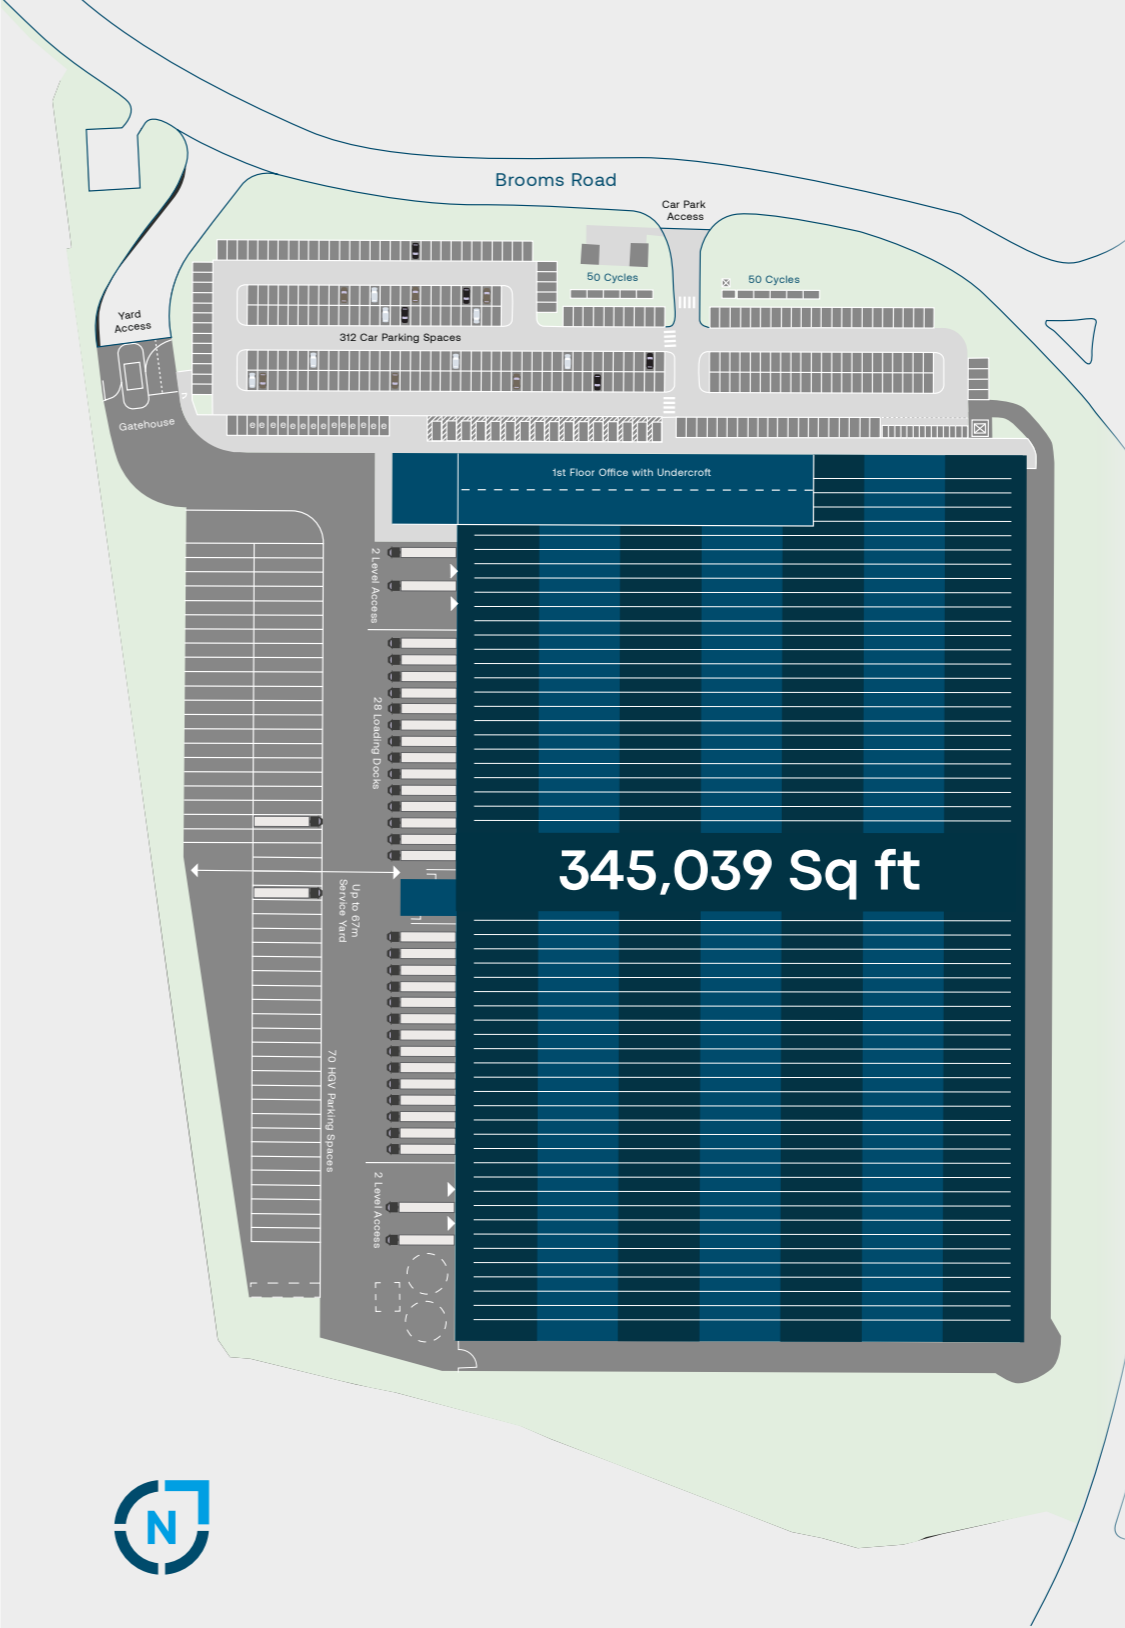 Brooms Road
Car Park
Access
50 Cycles
50 Cycles
Yard
Access
312 Car Parking Spaces
Gatehouse
e e e e e e e e e e e e e
1st Floor Office with Undercroft
2 Level Access
28 Loading Docks
345,039 Sq ft
Up to 67m
Service Yard
70 HGV Parking Spaces
2 Level Access
N